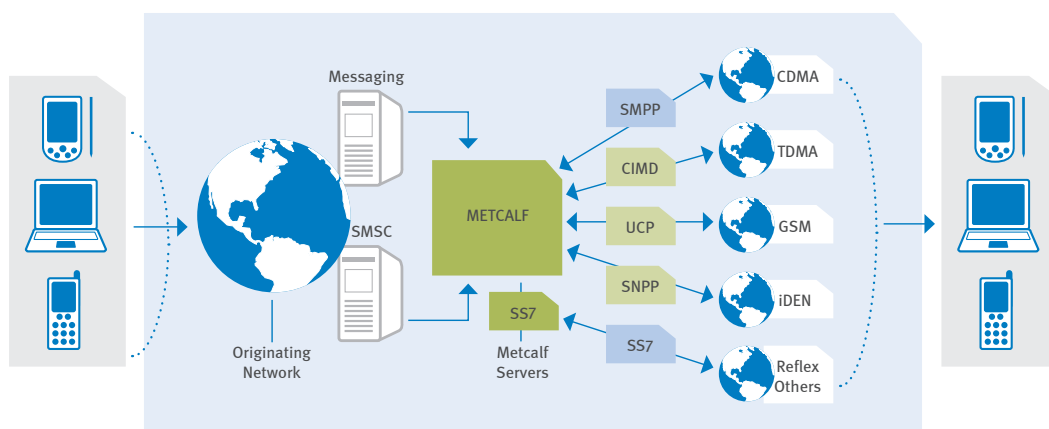 Messaging
SMSC
Originating
Network
METCALF
SS7
Metcalf
Servers
SMPP
CIMD
UCP
SNPP
SS7
CDMA
TDMA
GSM
iDEN
Reflex
Others